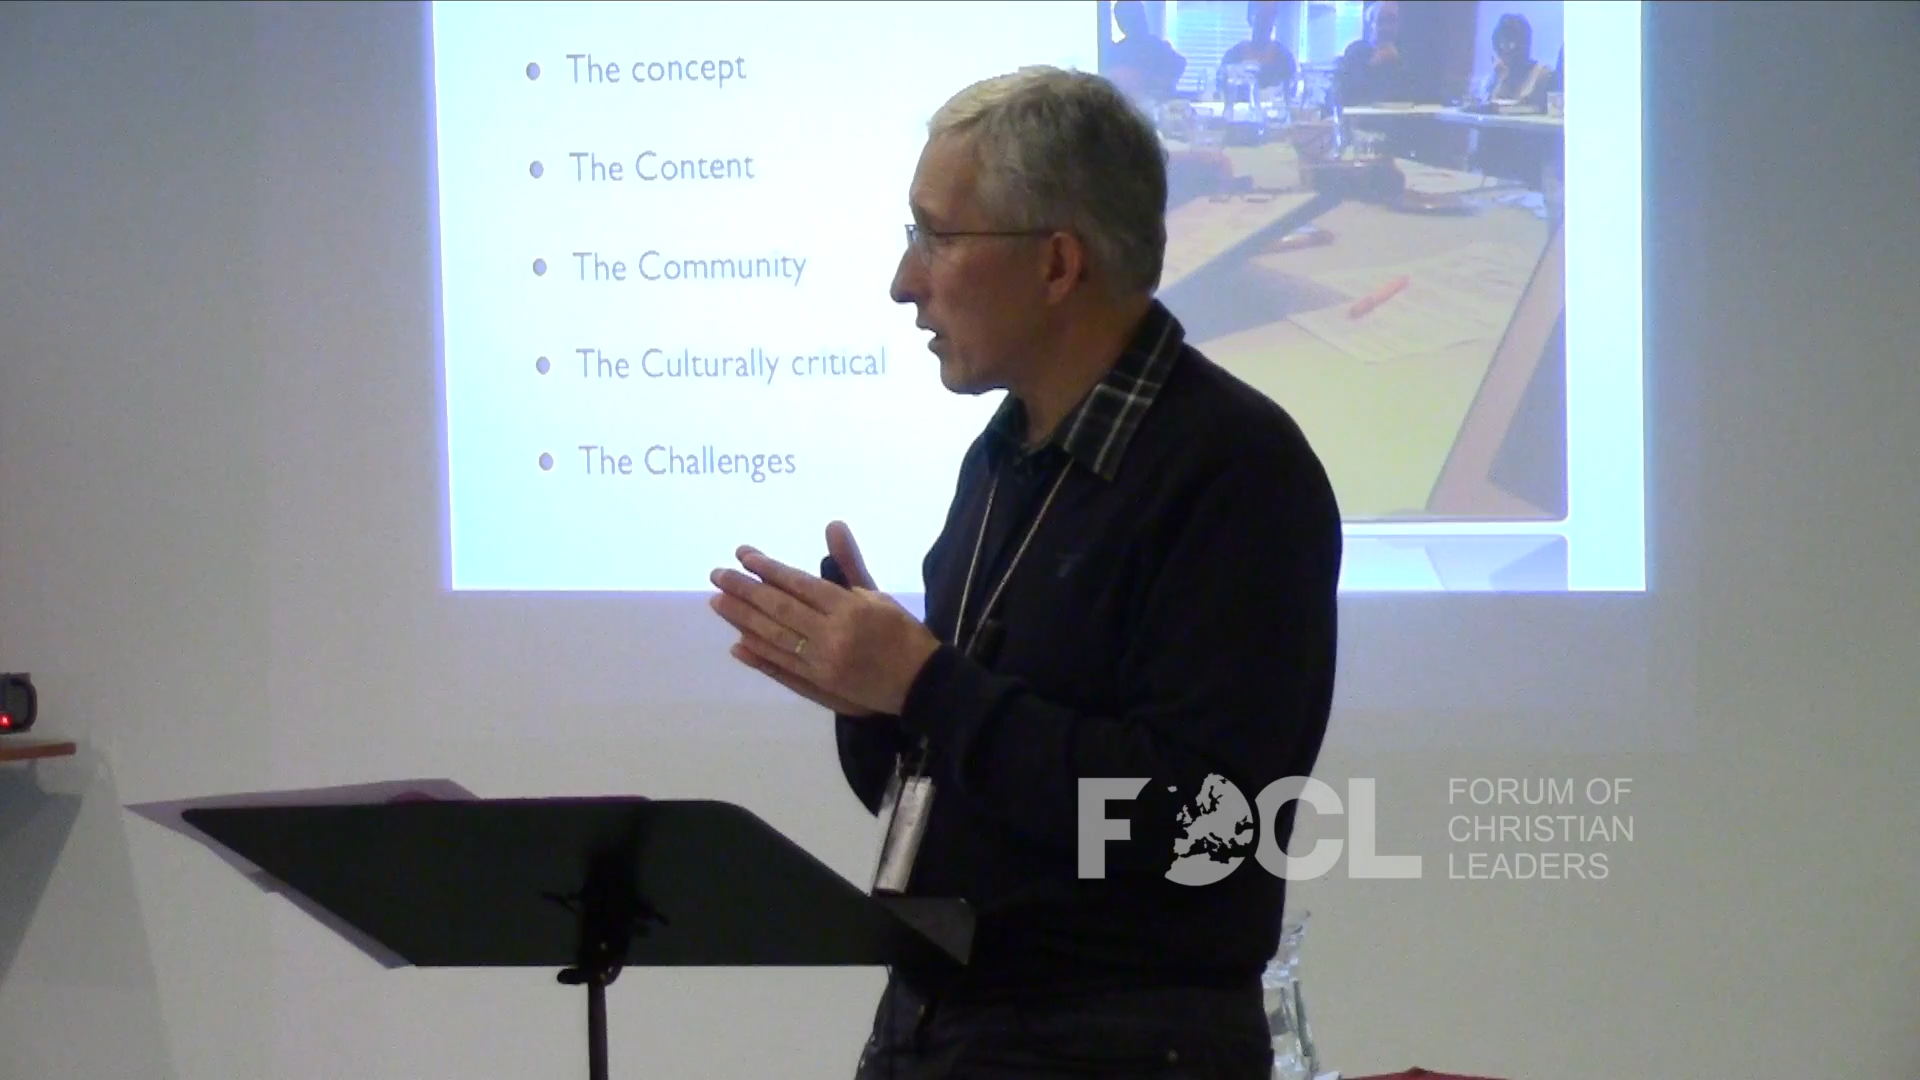 The concept
The Content
The Community
The Culturally critical
The Challenges
FOCL
FORUM OF
CHRISTIAN
LEADERS